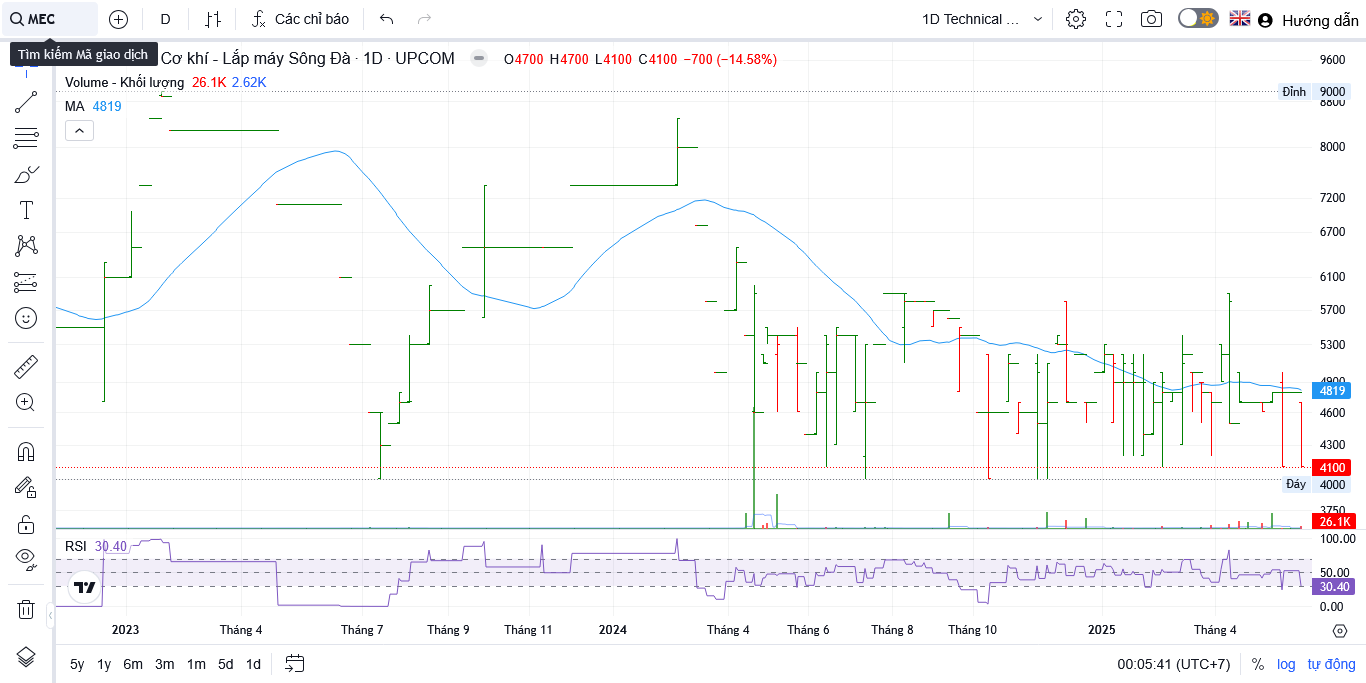 MEC D Các chỉ báo 1D Technical ... Hướng dẫn
Tìm kiếm Mã giao dịch
Cơ khí - Lắp máy Sông Đà · 1D · UPCOM O4700 H4700 L4100 C4100 −700 (−14.58%)
Volume - Khối lượng 26.1K 2.62K
MA 4819
9600
Đỉnh 9000
8800
8000
7200
6700
6100
5700
5300
4900
4819
4600
4300
4100
Đáy 4000
3750
26.1K
RSI 30.40
100.00
50.00
30.40
0.00
2023 Tháng 4 Tháng 7 Tháng 9 Tháng 11 2024 Tháng 4 Tháng 6 Tháng 8 Tháng 10 2025 Tháng 4
5y 1y 6m 3m 1m 5d 1d 00:05:41 (UTC+7) % log tự động